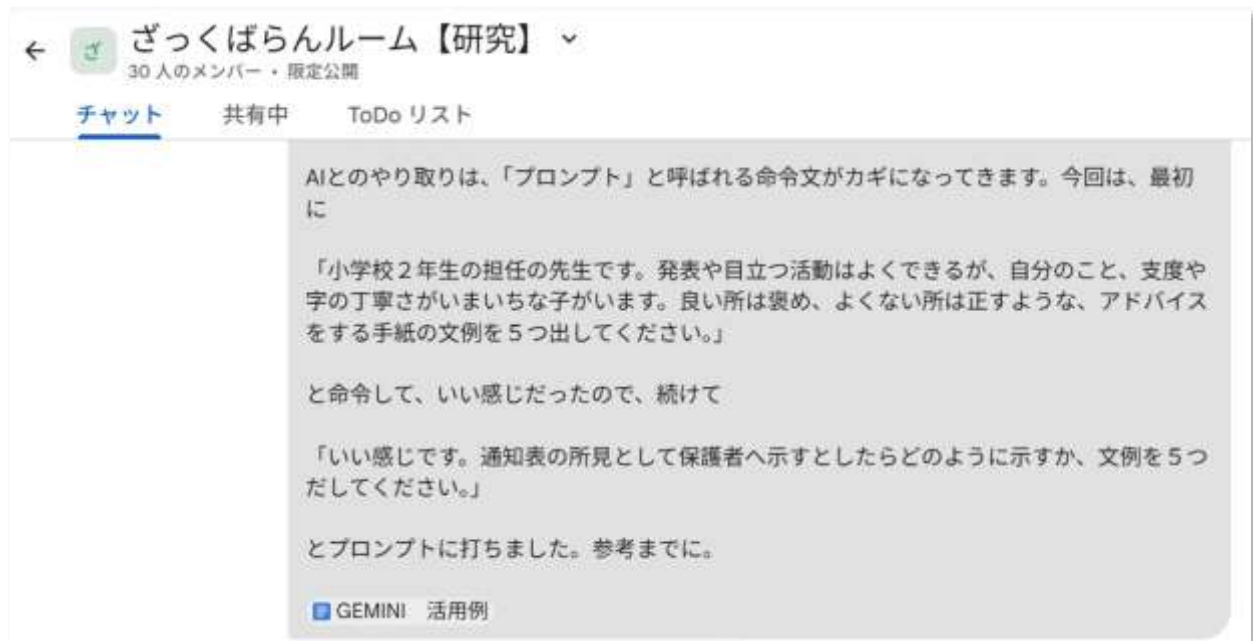 ざっくばらんルーム【研究】
30 人のメンバー・限定公開
チャット 共有中 ToDo リスト
AIとのやり取りは、「プロンプト」と呼ばれる命令文がカギになってきます。今回は、最初
に
「小学校２年生の担任の先生です。発表や目立つ活動はよくできるが、自分のこと、支度や
字の丁寧さがいまいちな子がいます。良い所は褒め、よくない所は正すような、アドバイス
をする手紙の文例を５つ出してください。」
と命令して、いい感じだったので、続けて
「いい感じです。通知表の所見として保護者へ示すとしたらどのように示すか、文例を５つ
だしてください。」
とプロンプトに打ちました。参考までに。
GEMINI　活用例